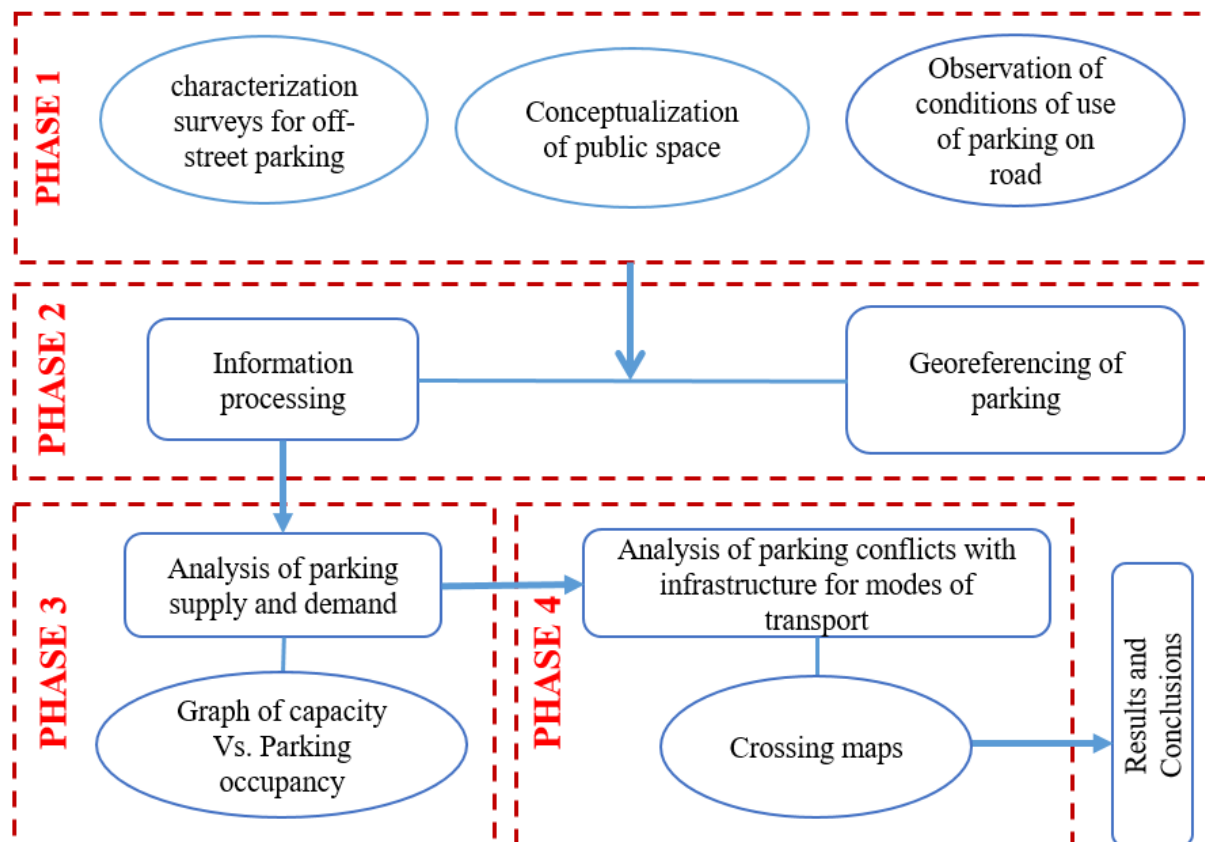 PHASE 1
characterization
surveys for off-
street parking
Conceptualization
of public space
Observation of
conditions of use
of parking on
road
PHASE 2
Information
processing
Georeferencing of
parking
PHASE 3
Analysis of parking
supply and demand
Graph of capacity
Vs. Parking
occupancy
PHASE 4
Analysis of parking conflicts with
infrastructure for modes of
transport
Crossing maps
Results and
Conclusions